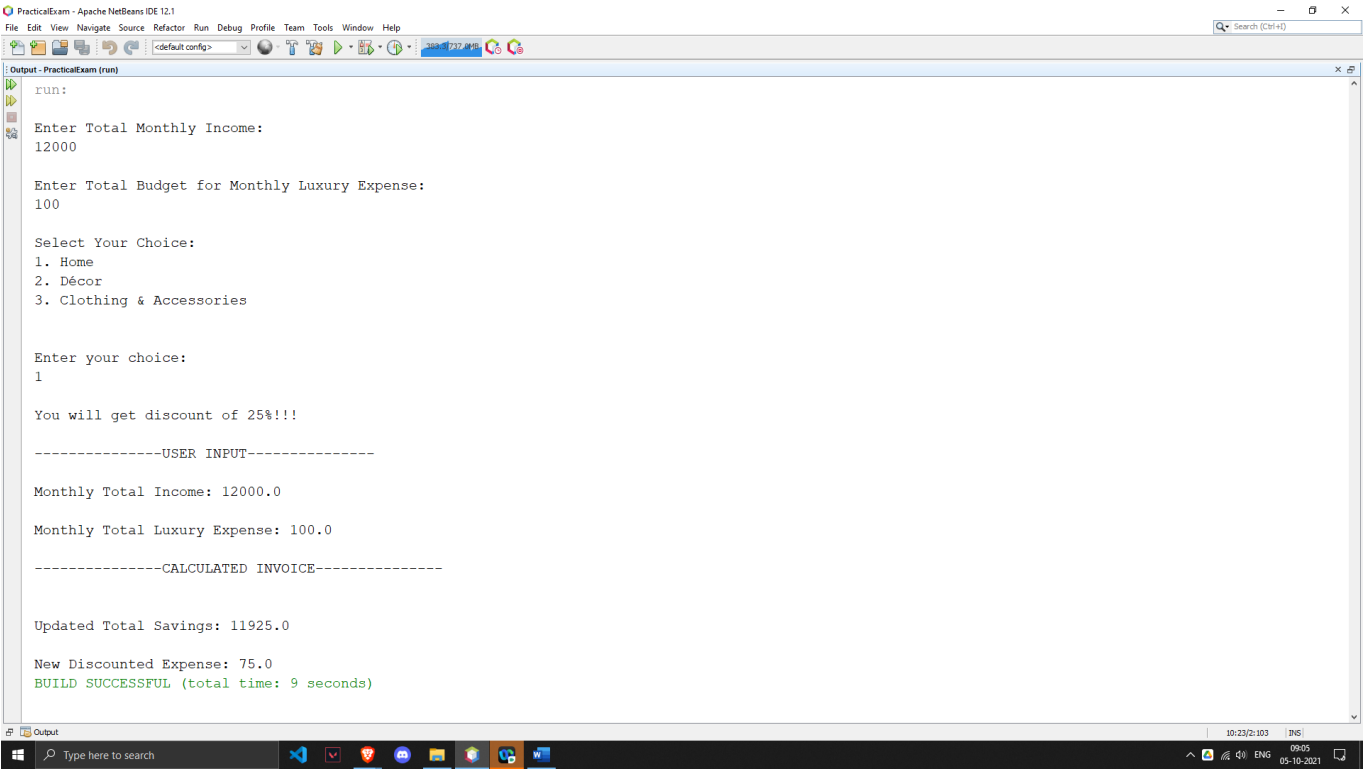 PracticalExam - Apache NetBeans IDE 12.1
File Edit View Navigate Source Refactor Run Debug Profile Team Tools Window Help
Search (Ctrl+I)
<default config>
Output - PracticalExam (run)
run:
Enter Total Monthly Income:
12000
Enter Total Budget for Monthly Luxury Expense:
100
Select Your Choice:
1. Home
2. Décor
3. Clothing & Accessories
Enter your choice:
1
You will get discount of 25%!!!
---------------USER INPUT---------------
Monthly Total Income: 12000.0
Monthly Total Luxury Expense: 100.0
---------------CALCULATED INVOICE---------------
Updated Total Savings: 11925.0
New Discounted Expense: 75.0
BUILD SUCCESSFUL (total time: 9 seconds)
Output
10:23/2:103 INS
Type here to search
ENG
09:05
05-10-2021